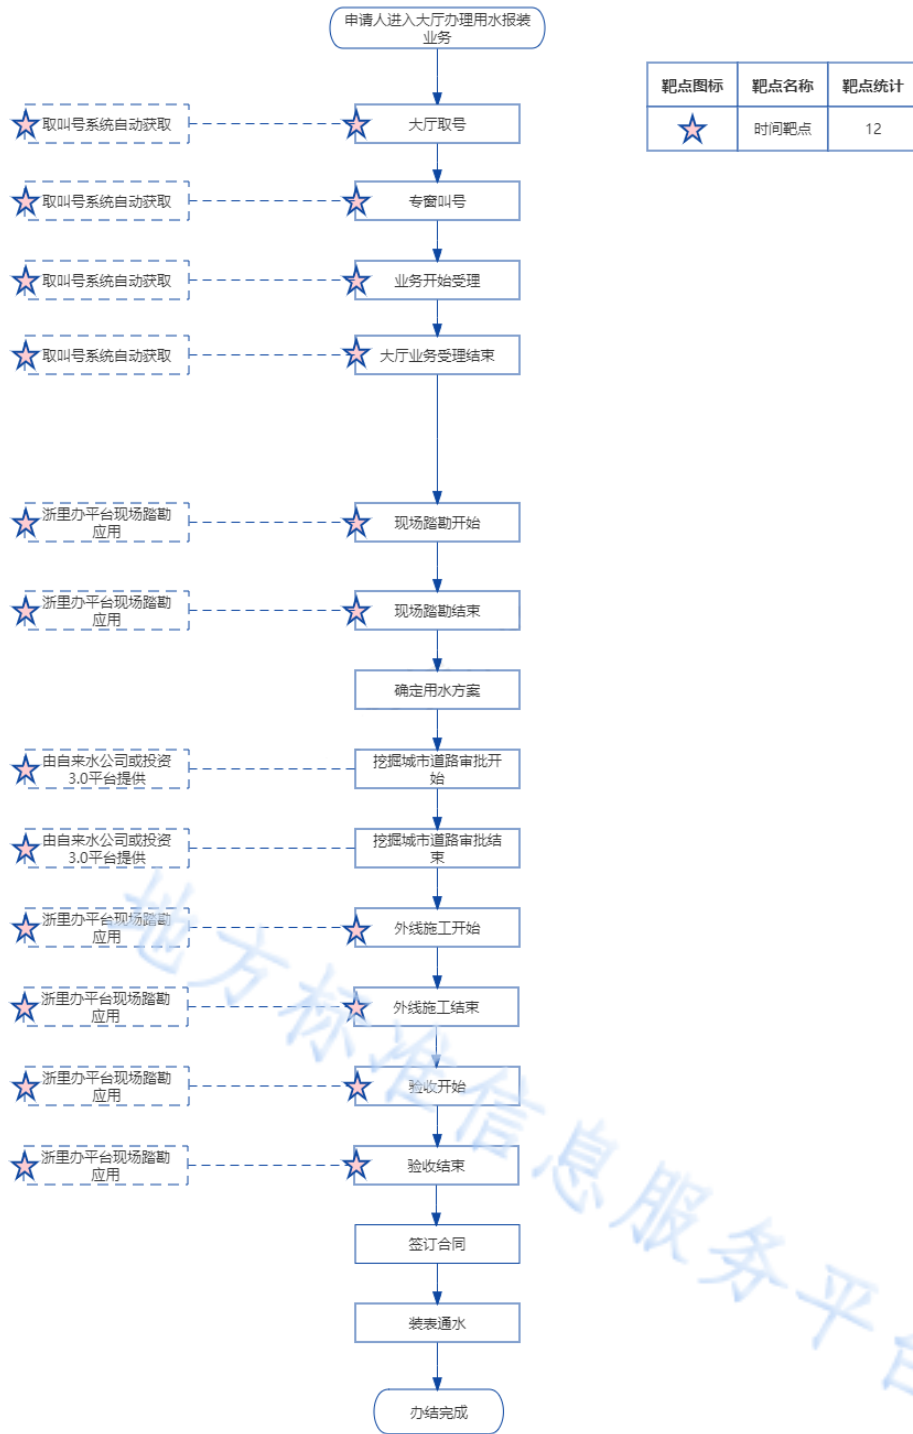 申请人进入大厅办理用水报装
业务
靶点图标 靶点名称 靶点统计
时间靶点 12
取叫号系统自动获取
大厅取号
取叫号系统自动获取
专窗叫号
取叫号系统自动获取
业务开始受理
取叫号系统自动获取
大厅业务受理结束
浙里办平台现场踏勘
应用
现场踏勘开始
浙里办平台现场踏勘
应用
现场踏勘结束
确定用水方案
由自来水公司或投资
3.0平台提供
挖掘城市道路审批开
始
由自来水公司或投资
3.0平台提供
挖掘城市道路审批结
束
浙里办平台现场踏勘
应用
外线施工开始
浙里办平台现场踏勘
应用
外线施工结束
浙里办平台现场踏勘
应用
验收开始
浙里办平台现场踏勘
应用
验收结束
签订合同
装表通水
办结完成
地方标准信息服务平台